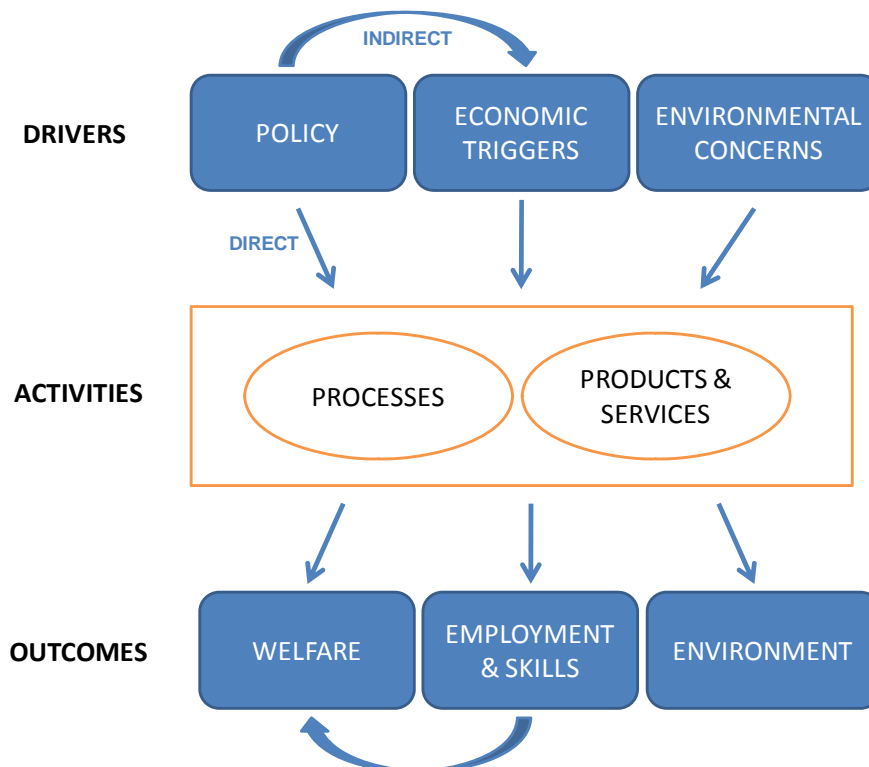 INDIRECT
DRIVERS
POLICY
ECONOMIC
TRIGGERS
ENVIRONMENTAL
CONCERNS
DIRECT
ACTIVITIES
PROCESSES
PRODUCTS &
SERVICES
OUTCOMES
WELFARE
EMPLOYMENT
& SKILLS
ENVIRONMENT